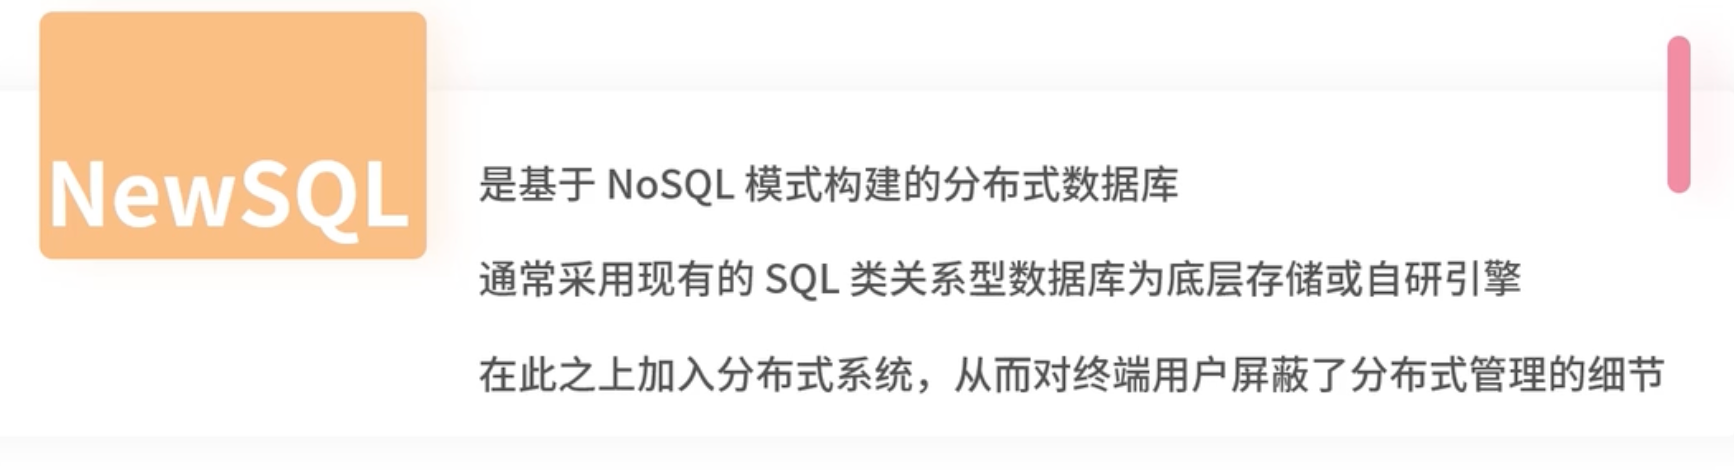 NewSQL
是基于 NoSQL 模式构建的分布式数据库
通常采用现有的 SQL 类关系型数据库为底层存储或自研引擎
在此之上加入分布式系统，从而对终端用户屏蔽了分布式管理的细节